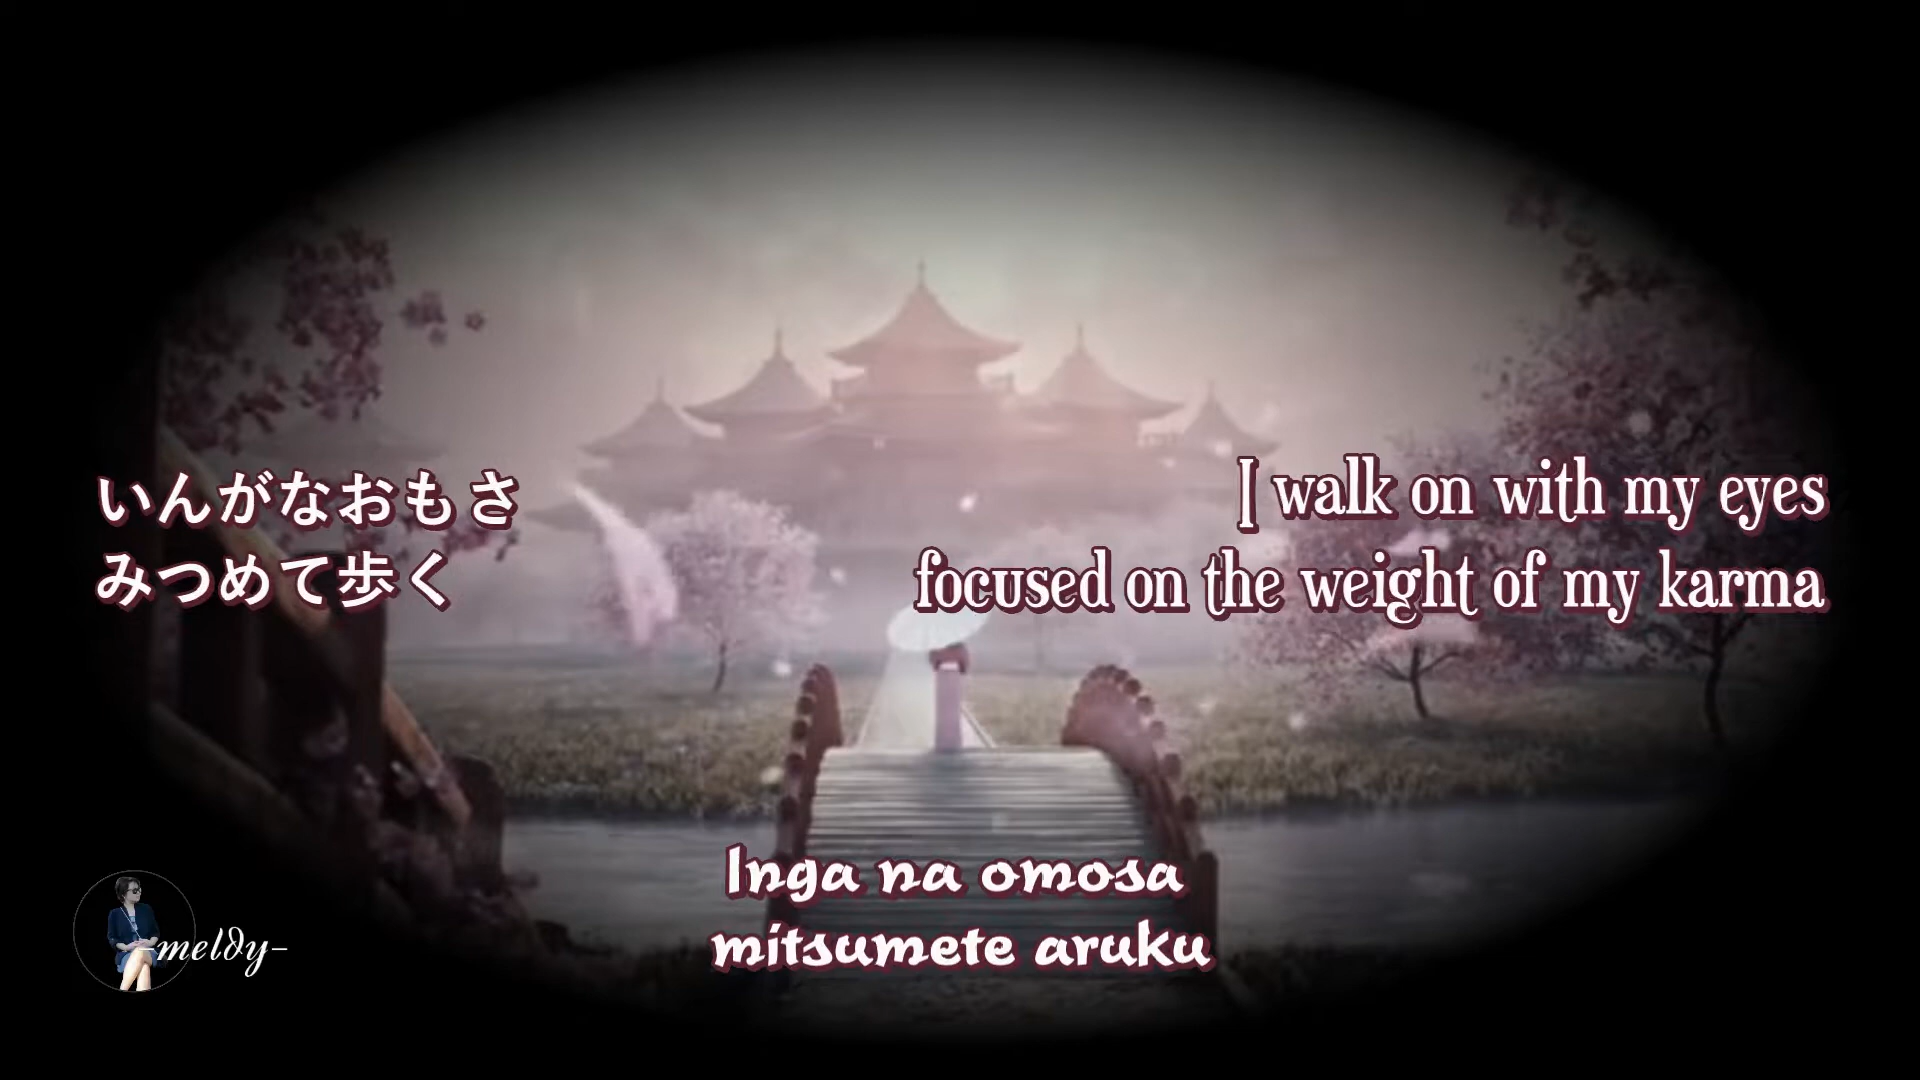 いんがなおもさ
みつめて歩く
I walk on with my eyes
focused on the weight of my karma
Inga na omosa
mitsumete aruku
-meldy-